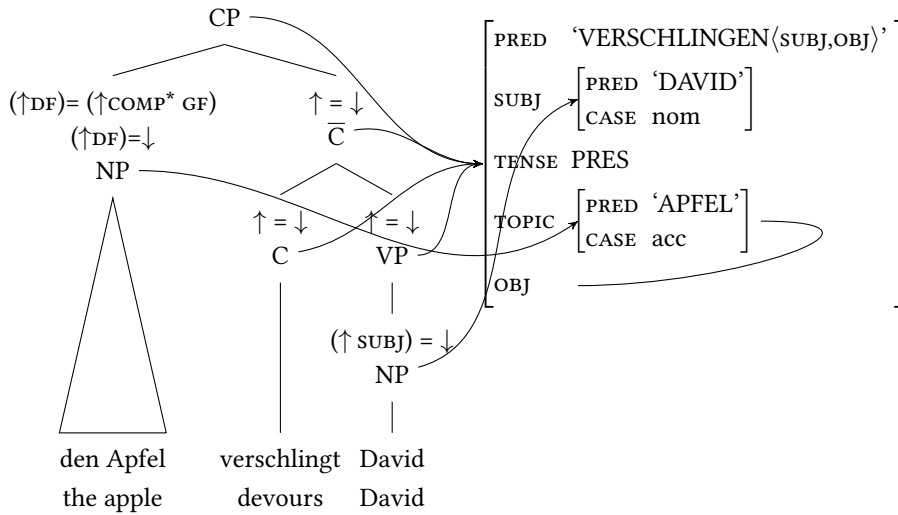 CP
(↑DF)= (↑COMP* GF)
(↑DF)=↓
NP
↑ = ↓
C̅
↑ = ↓
C
↑ = ↓
VP
(↑ SUBJ) = ↓
NP
den Apfel verschlingt David
the apple devours David
PRED ‘VERSCHLINGEN⟨SUBJ,OBJ⟩’
SUBJ
PRED ‘DAVID’
CASE nom
TENSE PRES
TOPIC
PRED ‘APFEL’
CASE acc
OBJ